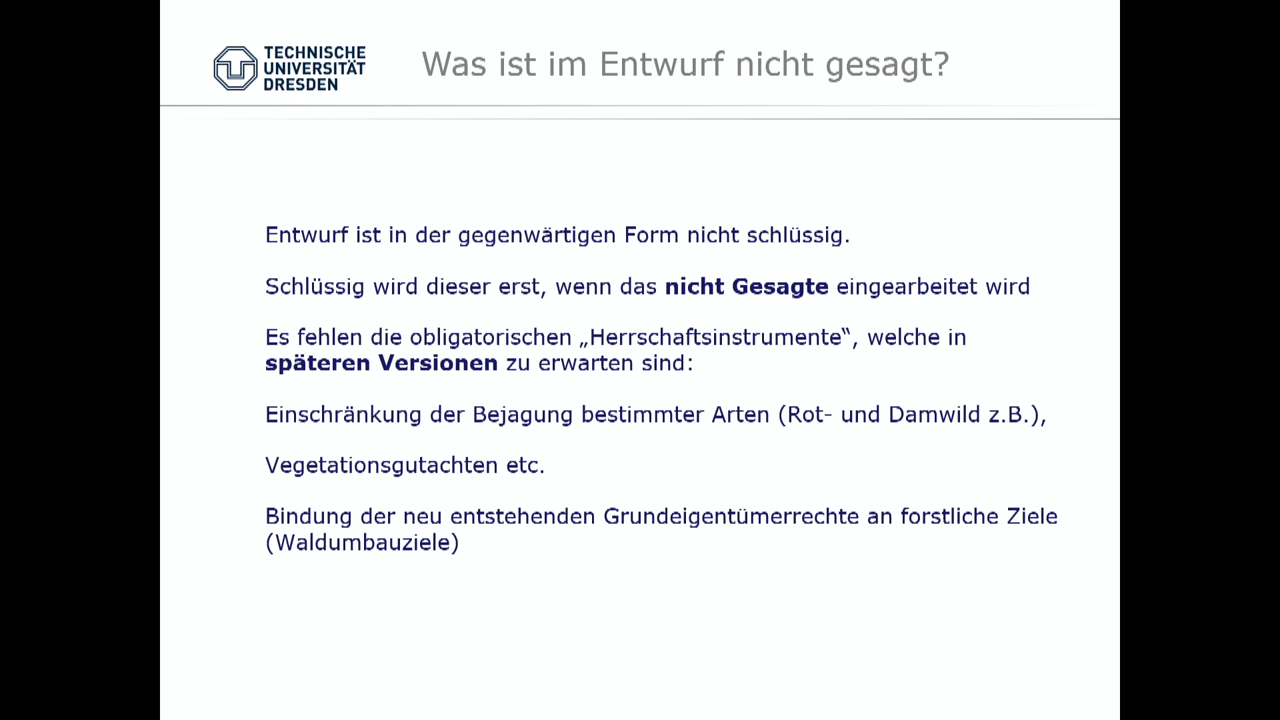 TECHNISCHE
UNIVERSITÄT
DRESDEN
Was ist im Entwurf nicht gesagt?
Entwurf ist in der gegenwärtigen Form nicht schlüssig.
Schlüssig wird dieser erst, wenn das nicht Gesagte eingearbeitet wird
Es fehlen die obligatorischen „Herrschaftsinstrumente“, welche in
späteren Versionen zu erwarten sind:
Einschränkung der Bejagung bestimmter Arten (Rot- und Damwild z.B.),
Vegetationsgutachten etc.
Bindung der neu entstehenden Grundeigentümerrechte an forstliche Ziele
(Waldumbauziele)